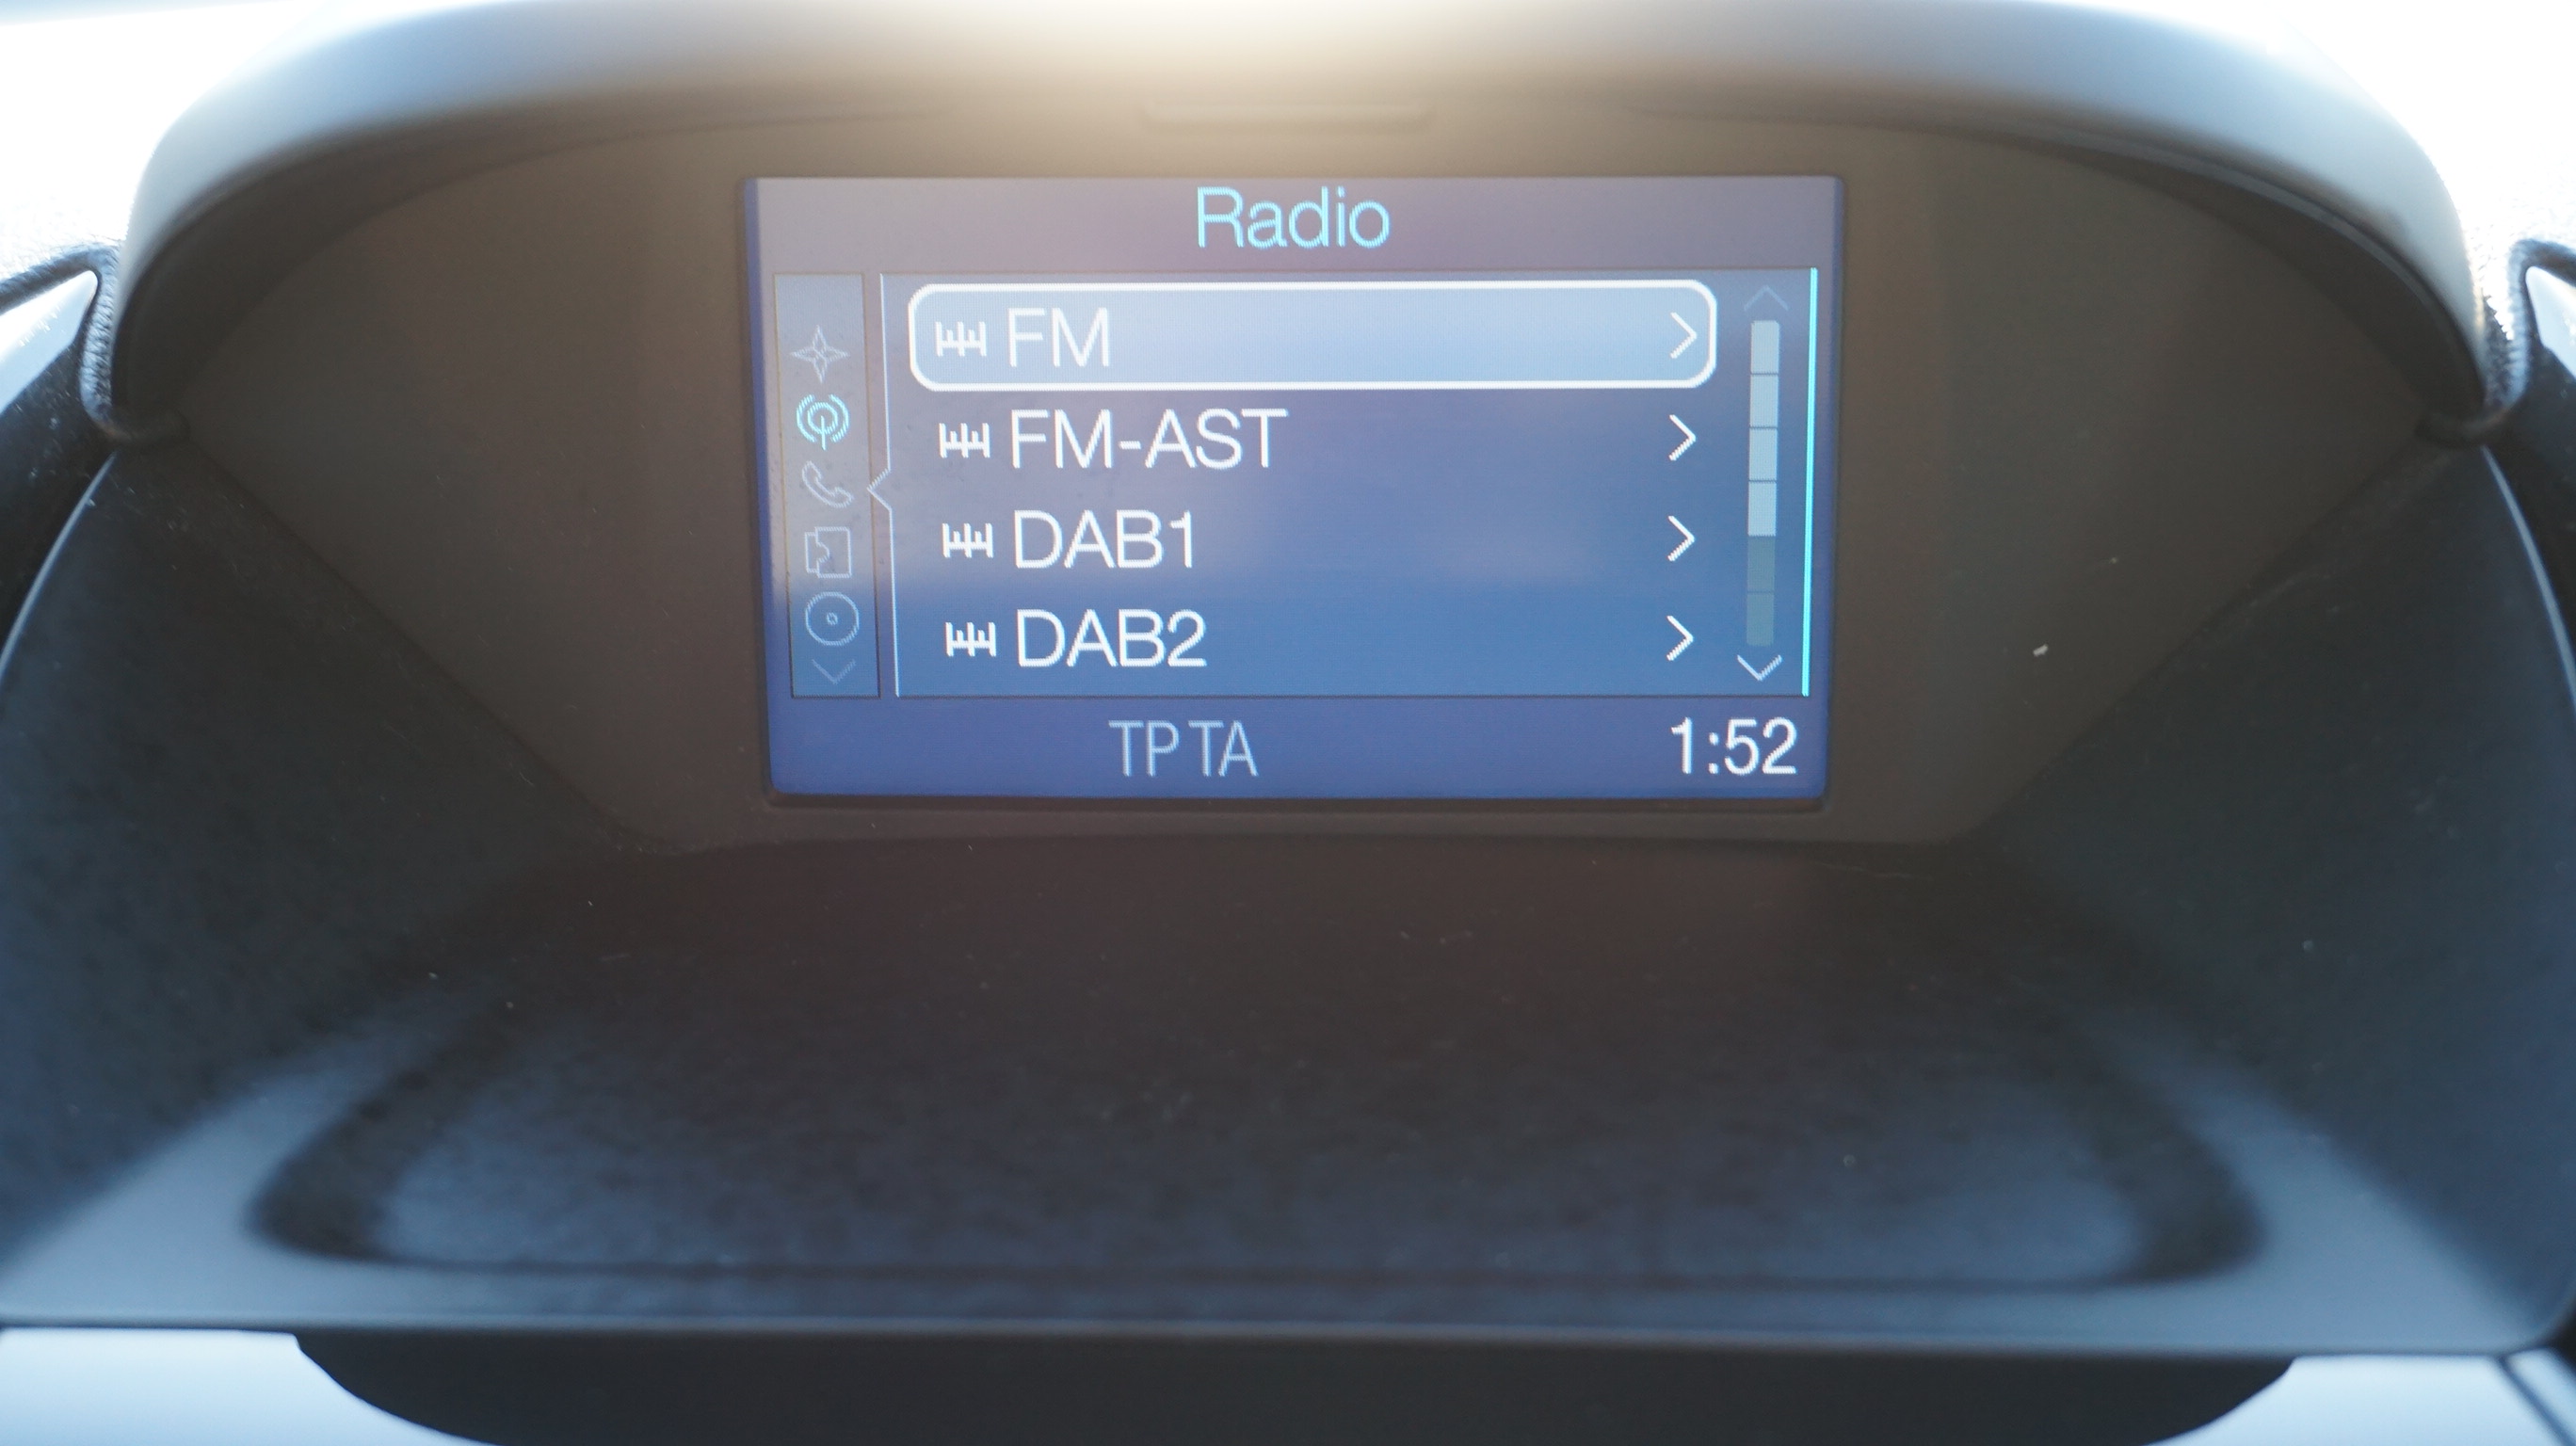 Radio
FM
FM-AST
DAB1
DAB2
TP TA 1:52